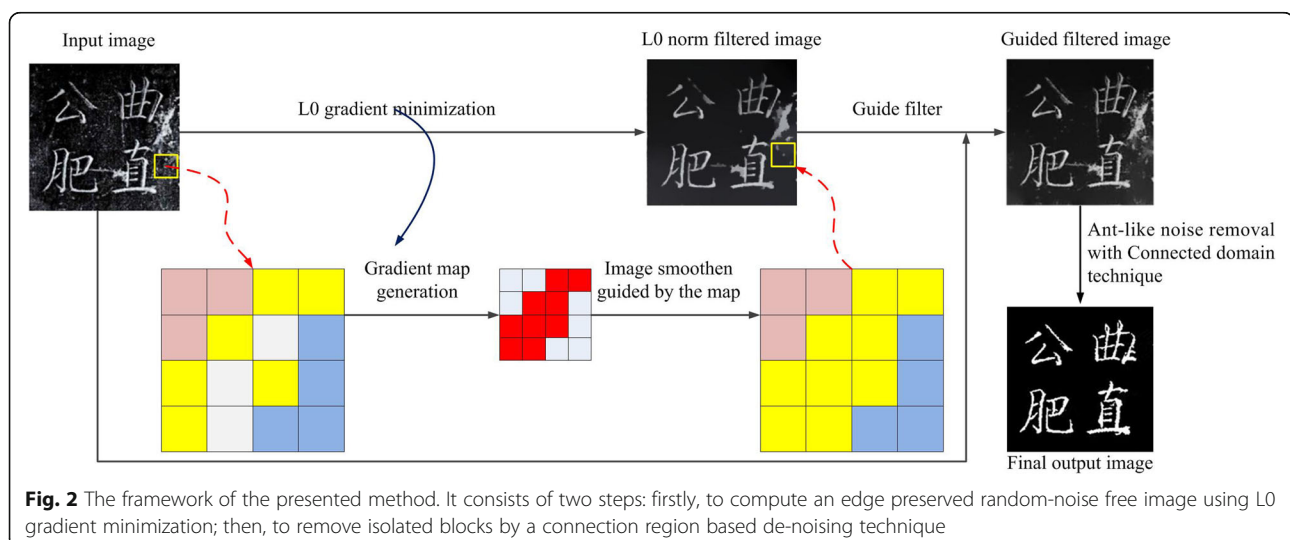 Input image
L0 norm filtered image
Guided filtered image
公 曲
肥 直
L0 gradient minimization
公 曲
肥 直
Guide filter
公 曲
肥 直
Gradient map
generation
Image smoothen
guided by the map
Ant-like noise removal
with Connected domain
technique
公 曲
肥 直
Final output image
Fig. 2 The framework of the presented method. It consists of two steps: firstly, to compute an edge preserved random-noise free image using L0
gradient minimization; then, to remove isolated blocks by a connection region based de-noising technique